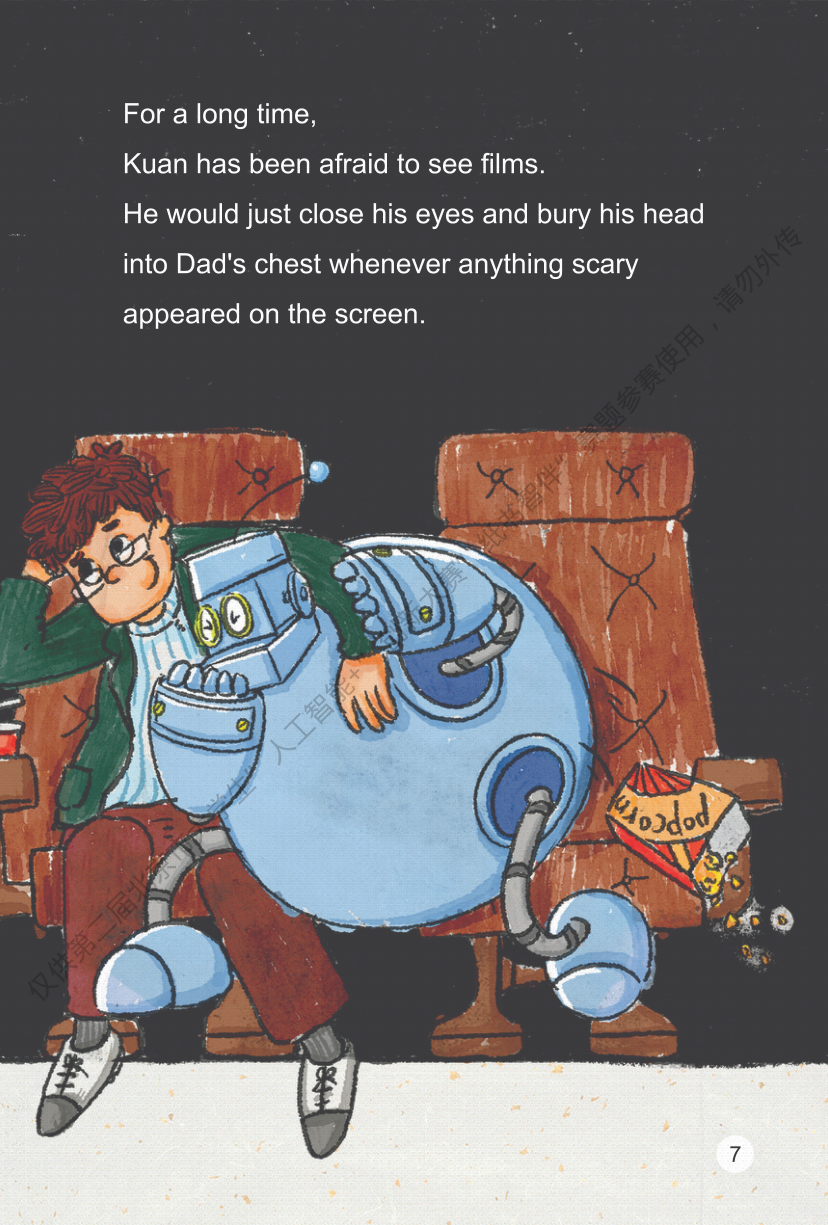 For a long time,
Kuan has been afraid to see films.
He would just close his eyes and bury his head
into Dad's chest whenever anything scary
appeared on the screen.
popcorn
7